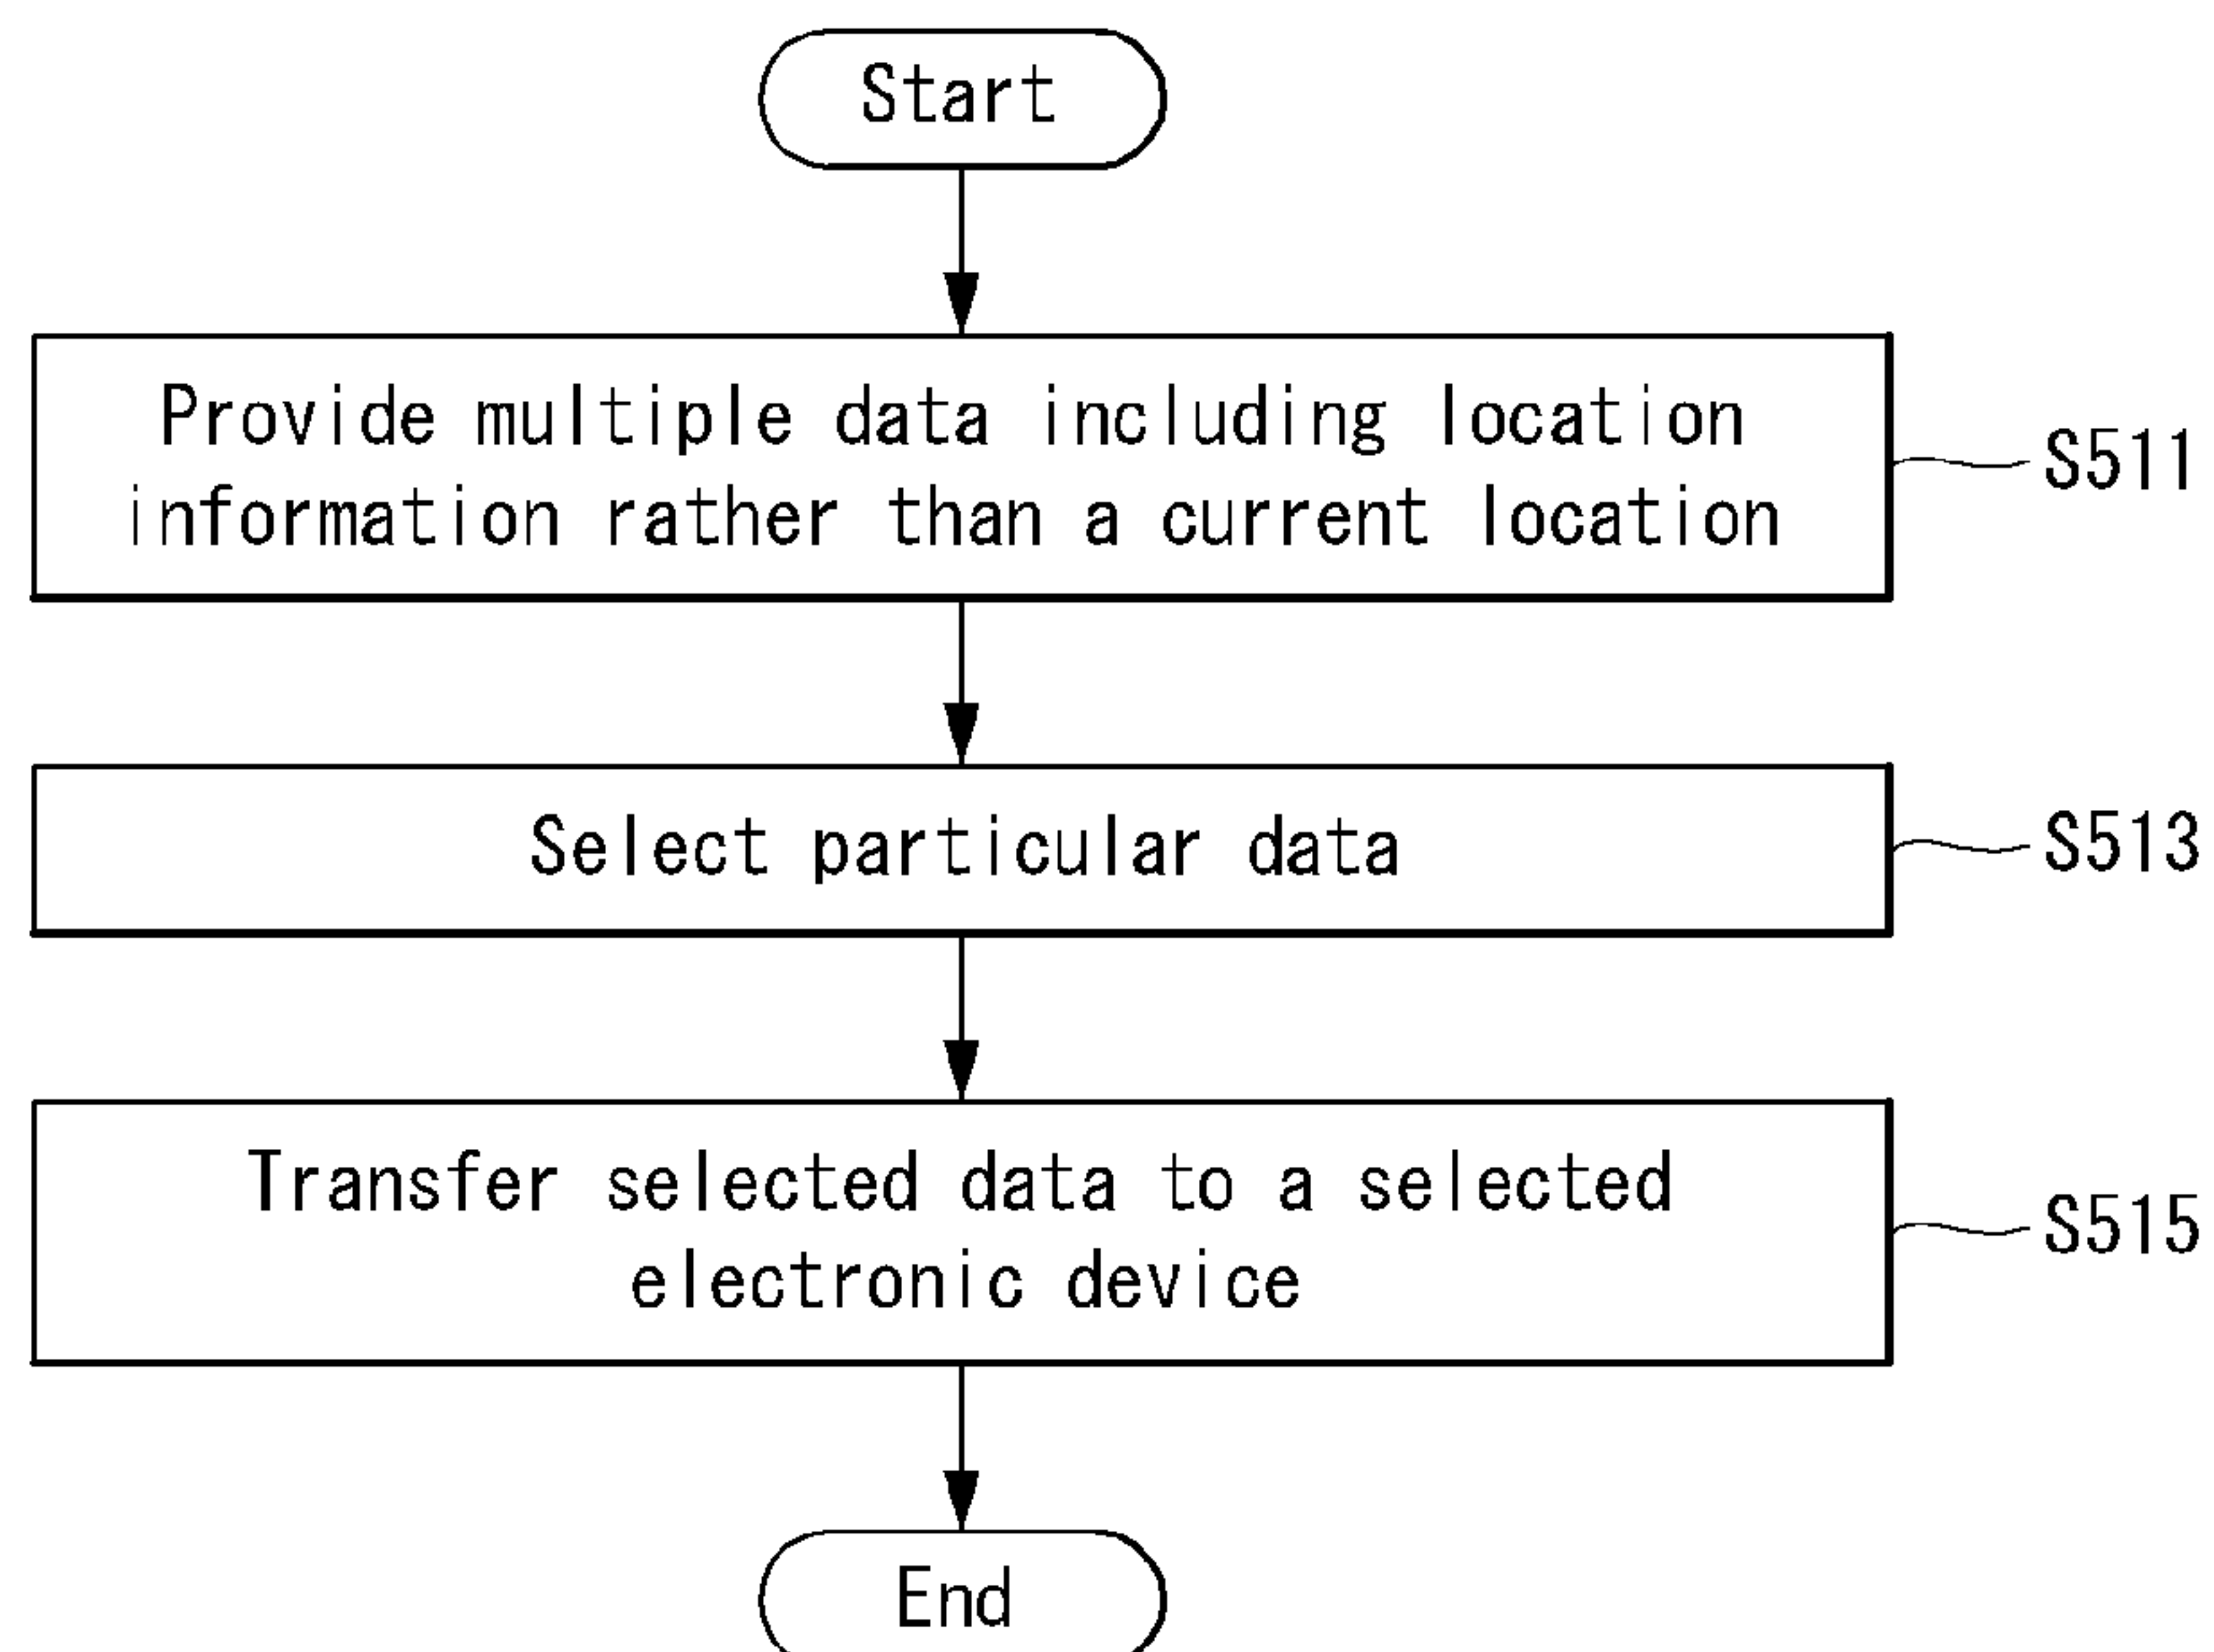 Start
Provide multiple data including location
information rather than a current location
S511
Select particular data
S513
Transfer selected data to a selected
electronic device
S515
End